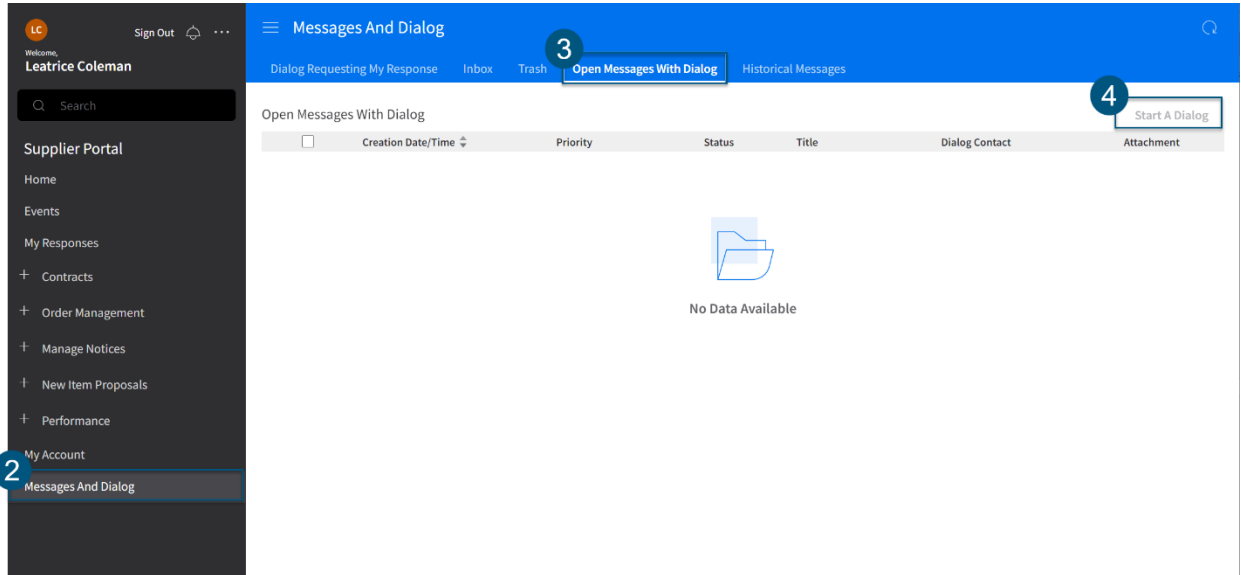 LC
Sign Out
Welcome,
Leatrice Coleman
Search
Supplier Portal
Home
Events
My Responses
+ Contracts
+ Order Management
+ Manage Notices
+ New Item Proposals
+ Performance
My Account
2
Messages And Dialog
Messages And Dialog
3
Dialog Requesting My Response Inbox Trash Open Messages With Dialog Historical Messages
4
Open Messages With Dialog Start A Dialog
Creation Date/Time Priority Status Title Dialog Contact Attachment
No Data Available